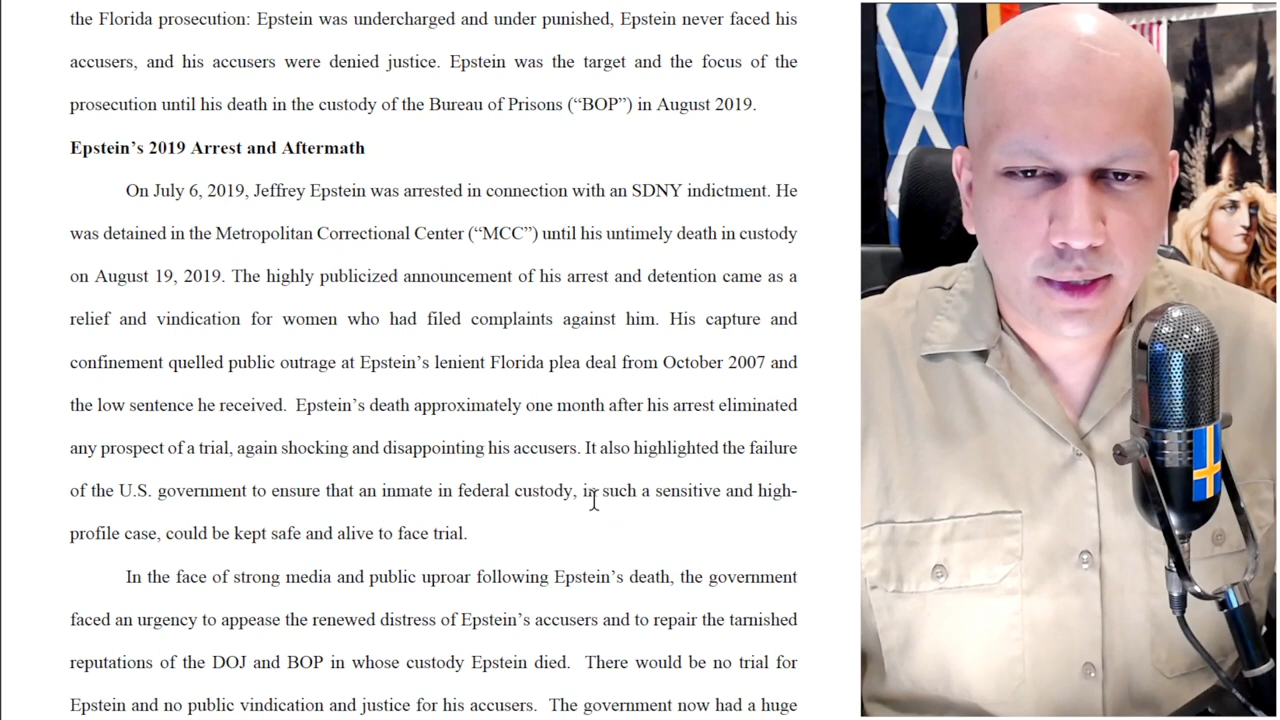 the Florida prosecution: Epstein was undercharged and under punished, Epstein never faced his
accusers, and his accusers were denied justice. Epstein was the target and the focus of the
prosecution until his death in the custody of the Bureau of Prisons (“BOP”) in August 2019.
Epstein’s 2019 Arrest and Aftermath
On July 6, 2019, Jeffrey Epstein was arrested in connection with an SDNY indictment. He
was detained in the Metropolitan Correctional Center (“MCC”) until his untimely death in custody
on August 19, 2019. The highly publicized announcement of his arrest and detention came as a
relief and vindication for women who had filed complaints against him. His capture and
confinement quelled public outrage at Epstein’s lenient Florida plea deal from October 2007 and
the low sentence he received. Epstein’s death approximately one month after his arrest eliminated
any prospect of a trial, again shocking and disappointing his accusers. It also highlighted the failure
of the U.S. government to ensure that an inmate in federal custody, in such a sensitive and high-
profile case, could be kept safe and alive to face trial.
In the face of strong media and public uproar following Epstein’s death, the government
faced an urgency to appease the renewed distress of Epstein’s accusers and to repair the tarnished
reputations of the DOJ and BOP in whose custody Epstein died. There would be no trial for
Epstein and no public vindication and justice for his accusers. The government now had a huge